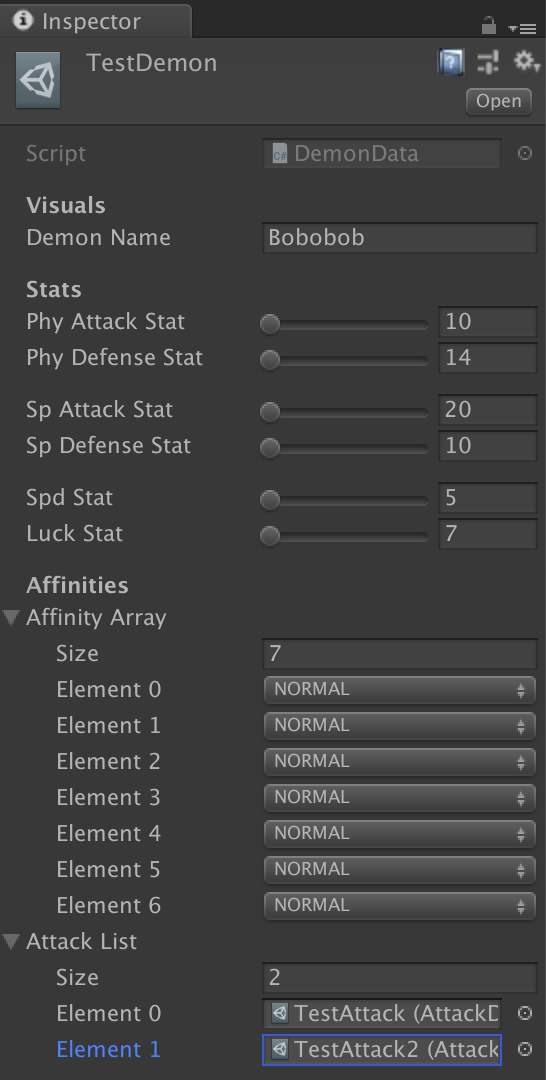 Inspector
TestDemon
Open
Script C# DemonData
Visuals
Demon Name Bobobob
Stats
Phy Attack Stat 10
Phy Defense Stat 14
Sp Attack Stat 20
Sp Defense Stat 10
Spd Stat 5
Luck Stat 7
Affinities
Affinity Array
Size 7
Element 0 NORMAL
Element 1 NORMAL
Element 2 NORMAL
Element 3 NORMAL
Element 4 NORMAL
Element 5 NORMAL
Element 6 NORMAL
Attack List
Size 2
Element 0 TestAttack (AttackD
Element 1 TestAttack2 (Attack